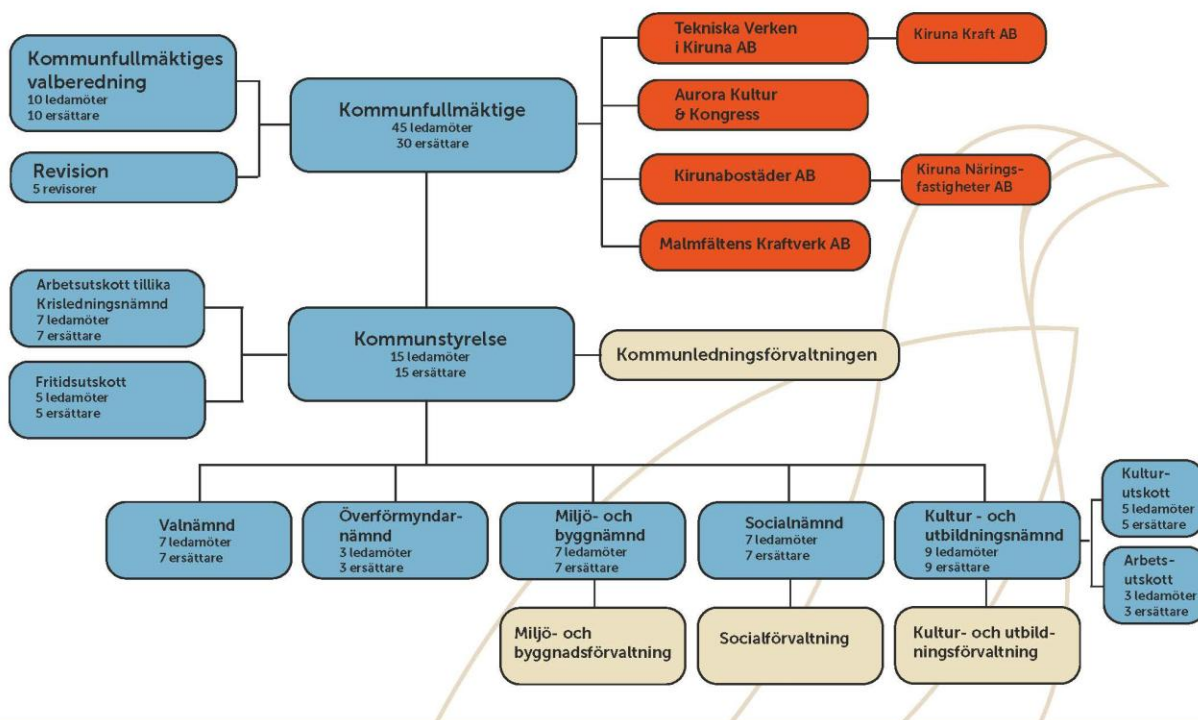 Kommunfullmäktiges
valberedning
10 ledamöter
10 ersättare
Revision
5 revisorer
Kommunfullmäktige
45 ledamöter
30 ersättare
Tekniska Verken
i Kiruna AB
Kiruna Kraft AB
Aurora Kultur
& Kongress
Kirunabostäder AB
Kiruna Närings-
fastigheter AB
Malmfältens Kraftverk AB
Arbetsutskott tillika
Krisledningsnämnd
7 ledamöter
7 ersättare
Fritidsutskott
5 ledamöter
5 ersättare
Kommunstyrelse
15 ledamöter
15 ersättare
Kommunledningsförvaltningen
Valnämnd
7 ledamöter
7 ersättare
Överförmyndar-
nämnd
3 ledamöter
3 ersättare
Miljö- och
byggnämnd
7 ledamöter
7 ersättare
Socialnämnd
7 ledamöter
7 ersättare
Kultur - och
utbildningsnämnd
9 ledamöter
9 ersättare
Kultur-
utskott
5 ledamöter
5 ersättare
Arbets-
utskott
3 ledamöter
3 ersättare
Miljö- och
byggnadsförvaltning
Socialförvaltning
Kultur- och utbild-
ningsförvaltning